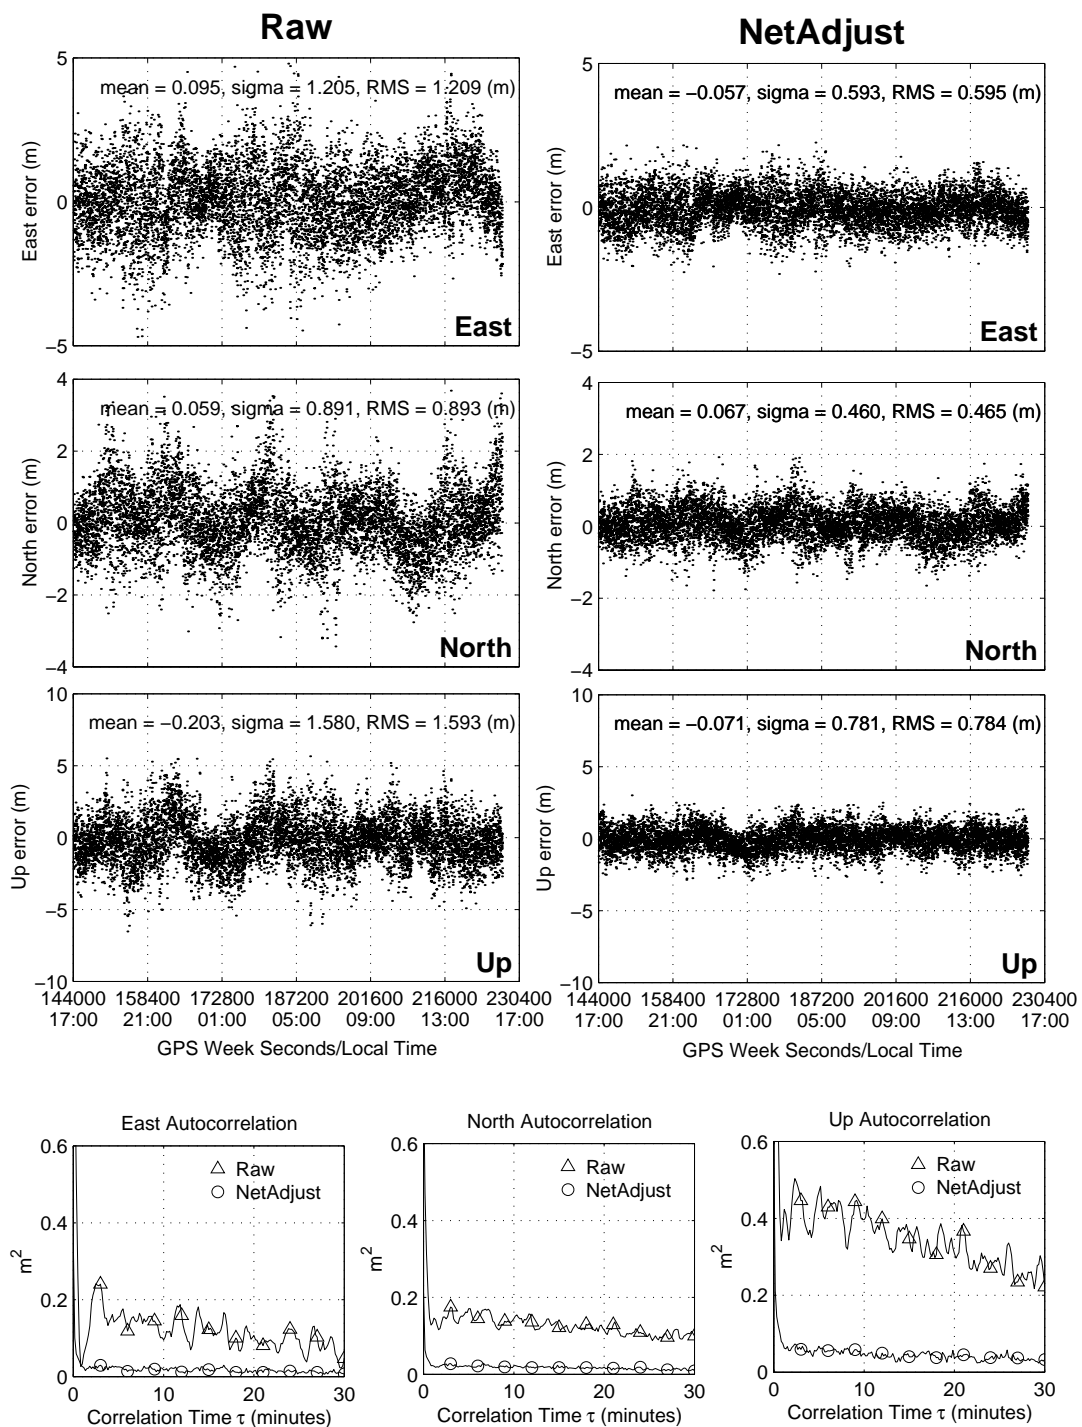 Raw
NetAdjust
5
0
−5
East error (m)
mean = 0.095, sigma = 1.205, RMS = 1.209 (m)
East
5
0
−5
East error (m)
mean = −0.057, sigma = 0.593, RMS = 0.595 (m)
East
4
2
0
−2
−4
North error (m)
mean = 0.059, sigma = 0.891, RMS = 0.893 (m)
North
4
2
0
−2
−4
North error (m)
mean = 0.067, sigma = 0.460, RMS = 0.465 (m)
North
10
5
0
−5
−10
Up error (m)
mean = −0.203, sigma = 1.580, RMS = 1.593 (m)
Up
144000 158400 172800 187200 201600 216000 230400
17:00 21:00 01:00 05:00 09:00 13:00 17:00
GPS Week Seconds/Local Time
10
5
0
−5
−10
Up error (m)
mean = −0.071, sigma = 0.781, RMS = 0.784 (m)
Up
144000 158400 172800 187200 201600 216000 230400
17:00 21:00 01:00 05:00 09:00 13:00 17:00
GPS Week Seconds/Local Time
East Autocorrelation
0.6
0.4
0.2
0
m²
Raw
NetAdjust
0 10 20 30
Correlation Time τ (minutes)
North Autocorrelation
0.6
0.4
0.2
0
m²
Raw
NetAdjust
0 10 20 30
Correlation Time τ (minutes)
Up Autocorrelation
0.6
0.4
0.2
0
m²
Raw
NetAdjust
0 10 20 30
Correlation Time τ (minutes)